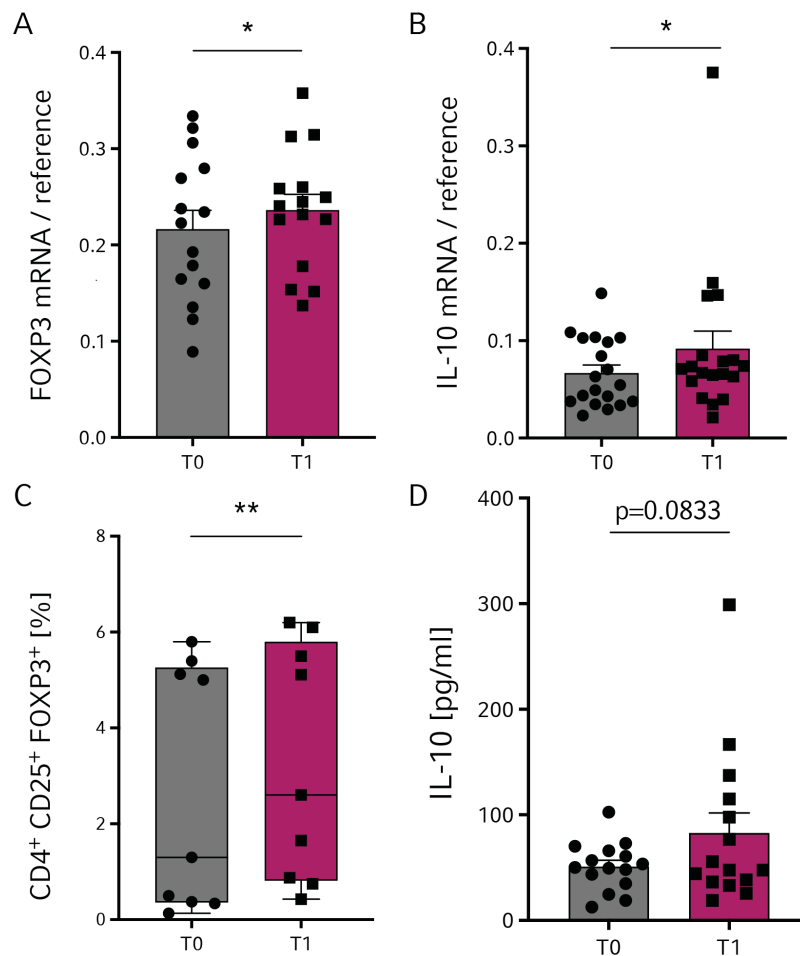 A
*
FOXP3 mRNA / reference
0.4
0.3
0.2
0.1
0.0
T0
T1
B
*
IL-10 mRNA / reference
0.4
0.3
0.2
0.1
0.0
T0
T1
C
**
CD4⁺ CD25⁺ FOXP3⁺ [%]
8
6
4
2
0
T0
T1
D
p=0.0833
IL-10 [pg/ml]
400
300
200
100
0
T0
T1